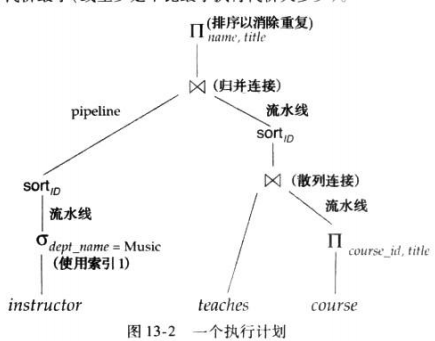 Π name, title (排序以消除重复)
⋈ (归并连接)
pipeline
流水线
sort ID
sort ID
⋈ (散列连接)
流水线
流水线
σ dept_name = Music
(使用索引1)
Π course_id, title
instructor
teaches
course
图 13-2 一个执行计划